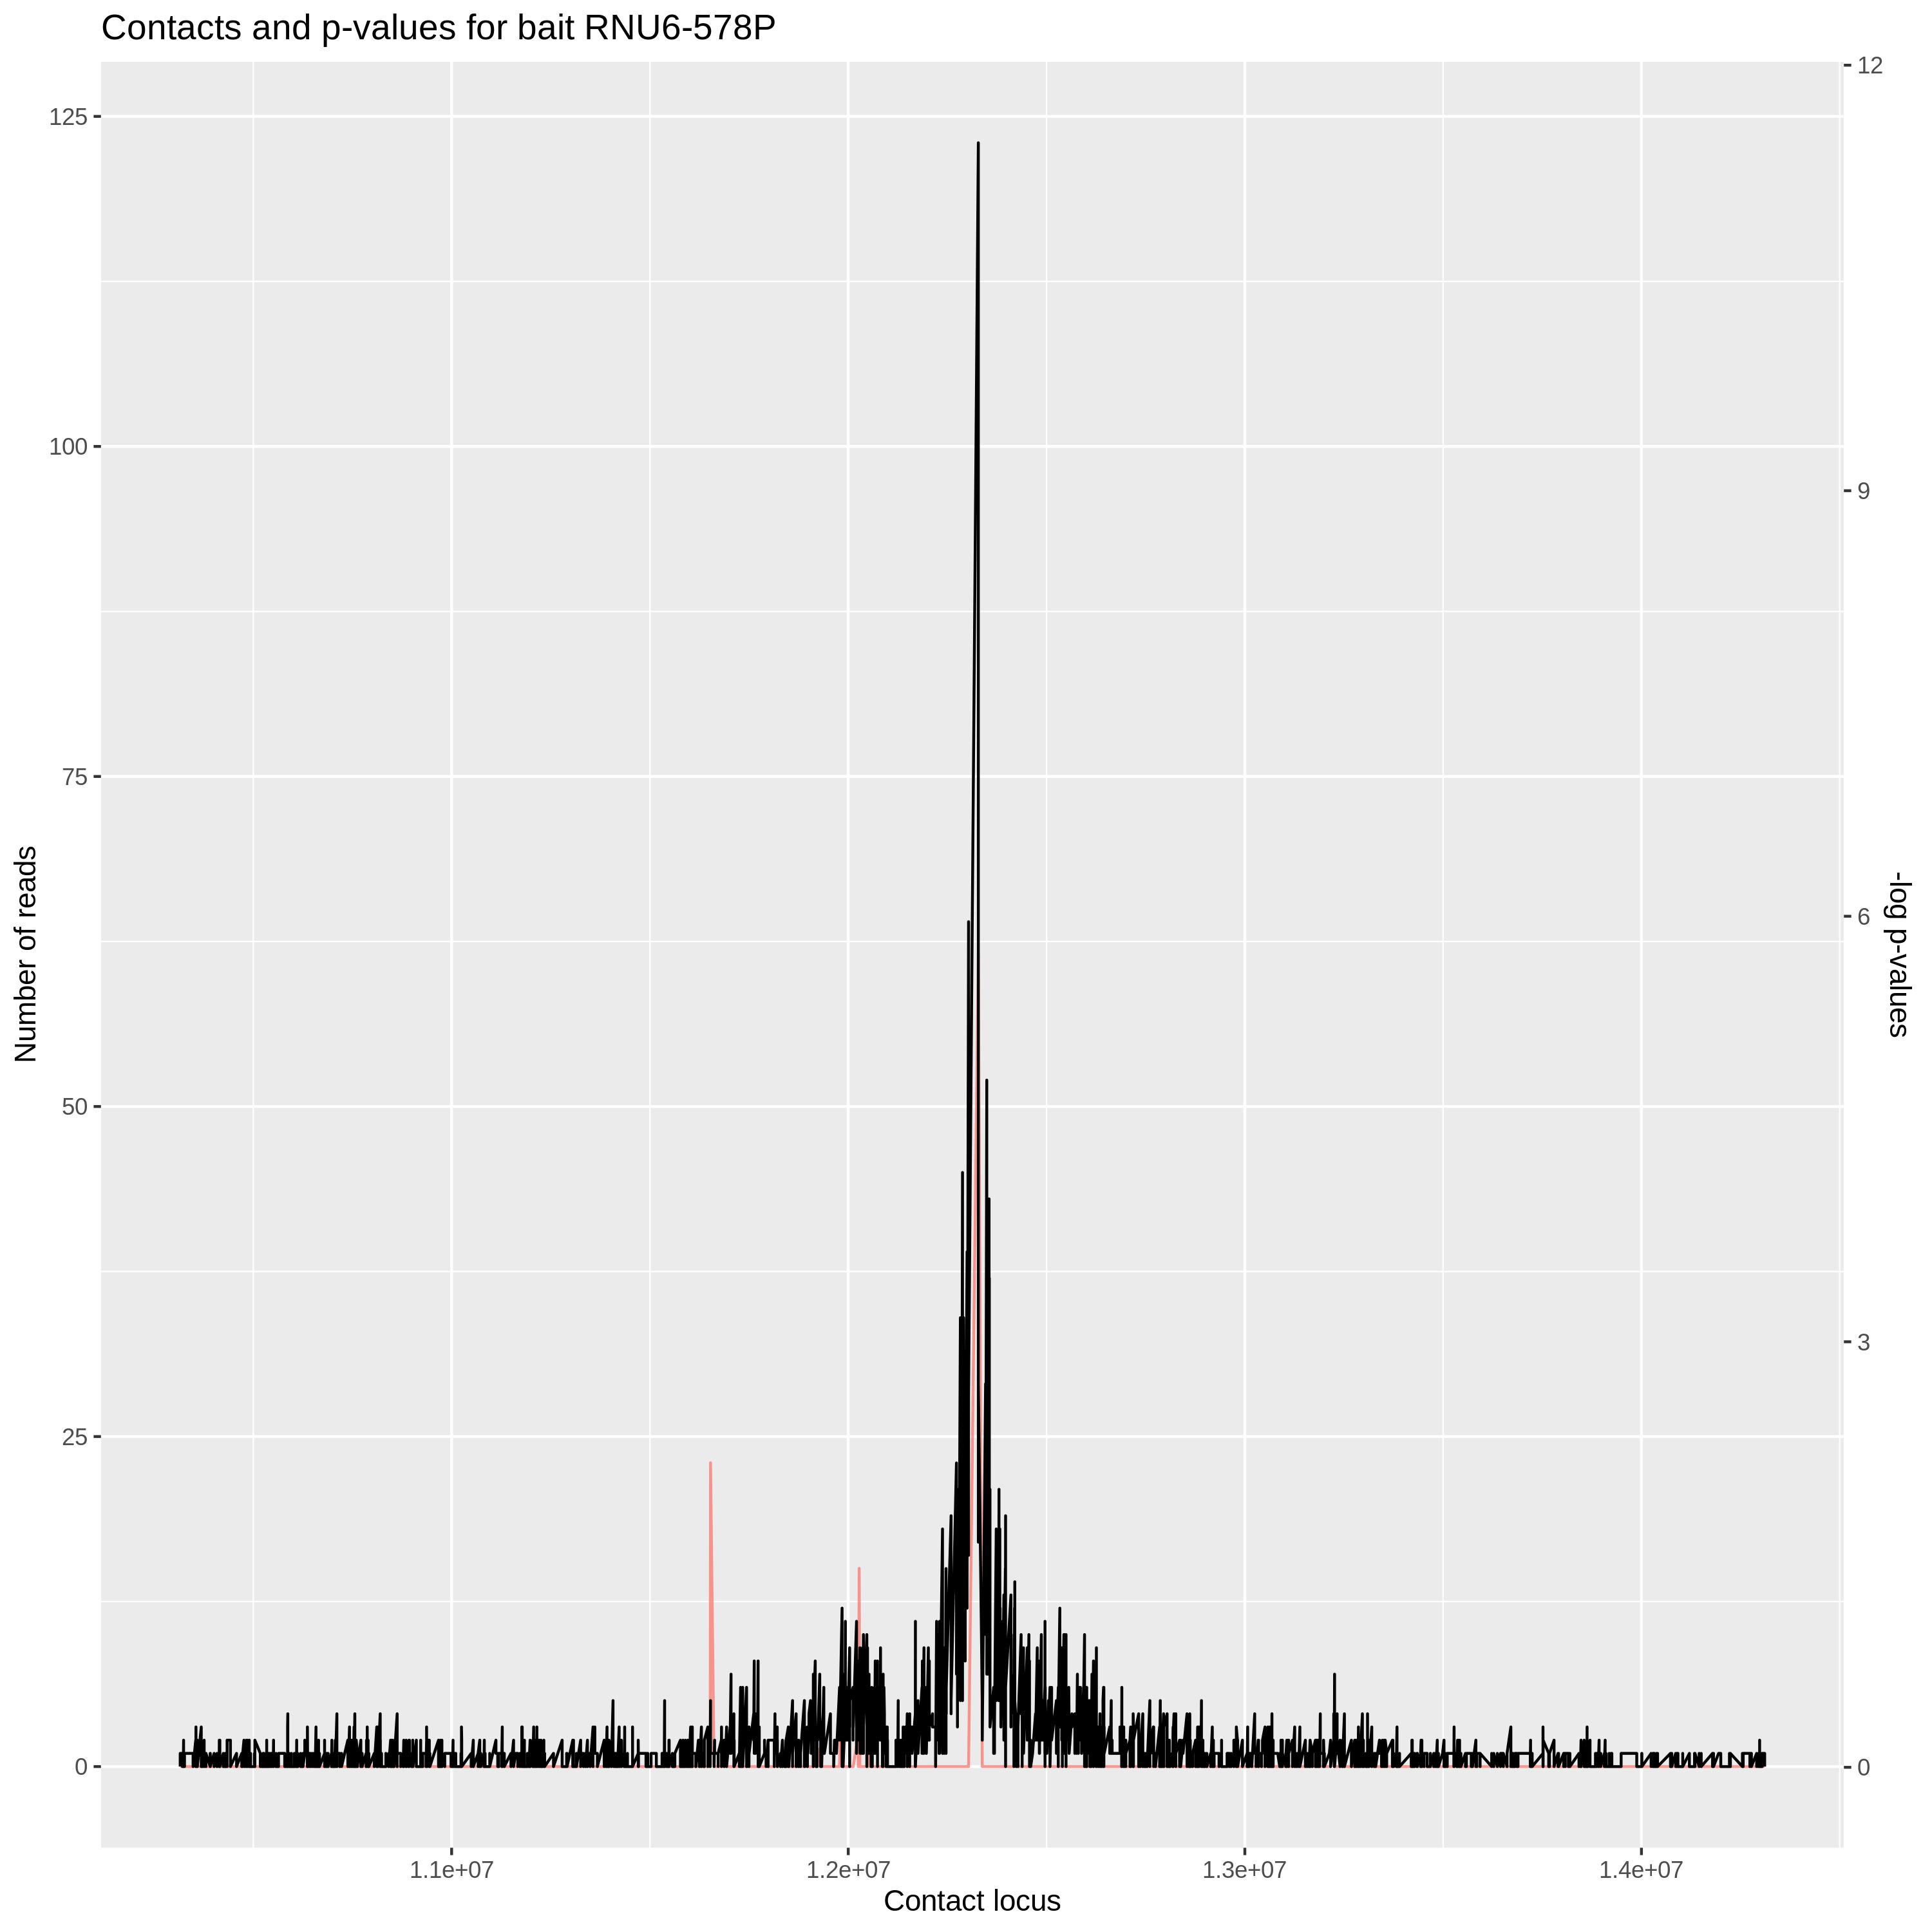 Contacts and p-values for bait RNU6-578P
125
100
75
50
25
0
Number of reads
12
9
6
3
0
-log p-values
1.1e+07
1.2e+07
1.3e+07
1.4e+07
Contact locus